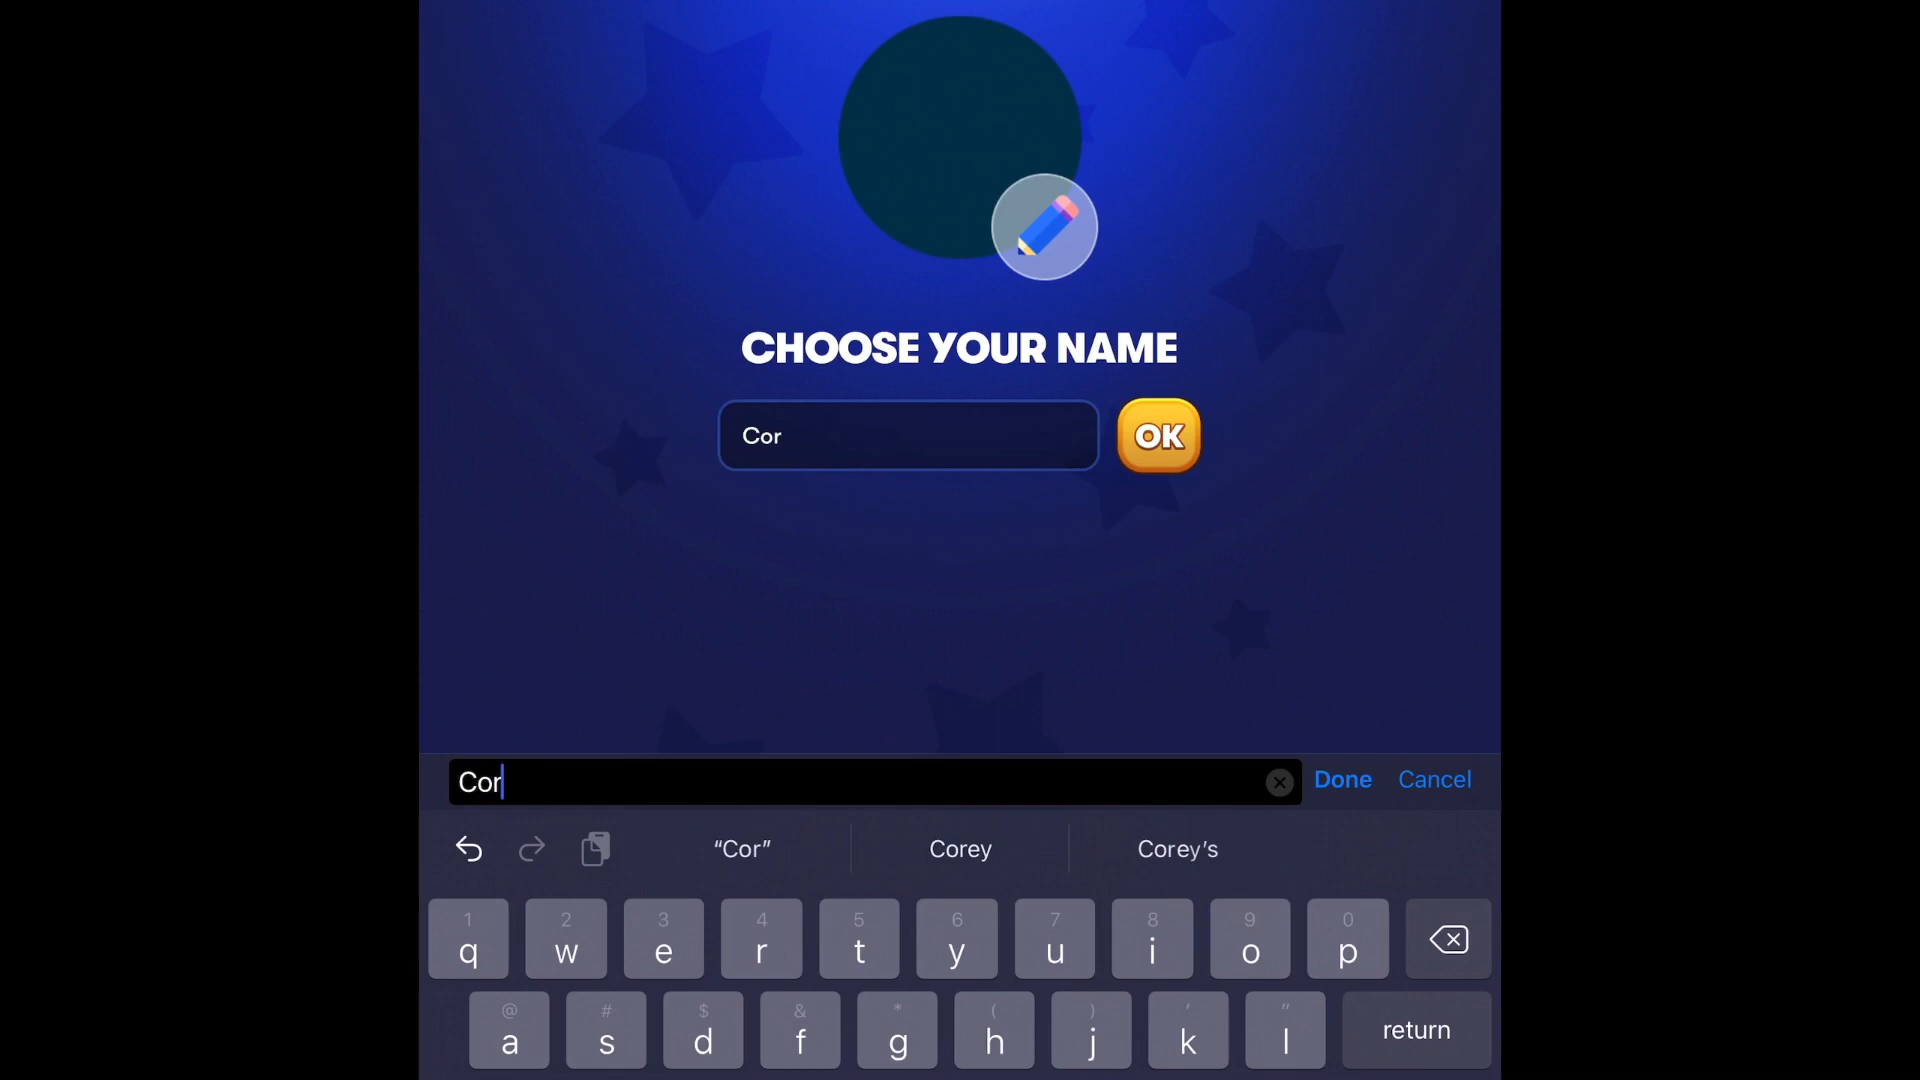 CHOOSE YOUR NAME
Cor
OK
Cor
Done
Cancel
“Cor”
Corey
Corey’s
1 2 3 4 5 6 7 8 9 0
q w e r t y u i o p
@ # $ & * ( ) ' "
a s d f g h j k l
return